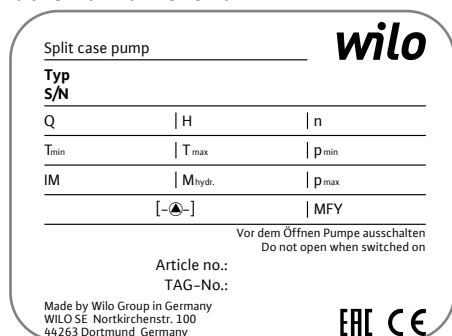 Split case pump wilo
Typ
S/N
Q | H | n
Tmin | Tmax | pmin
IM | Mhydr. | pmax
[- -] | MFY
Vor dem Öffnen Pumpe ausschalten
Do not open when switched on
Article no.:
TAG-No.:
Made by Wilo Group in Germany
WILO SE Nortkirchenstr. 100
44263 Dortmund Germany
EAC CE